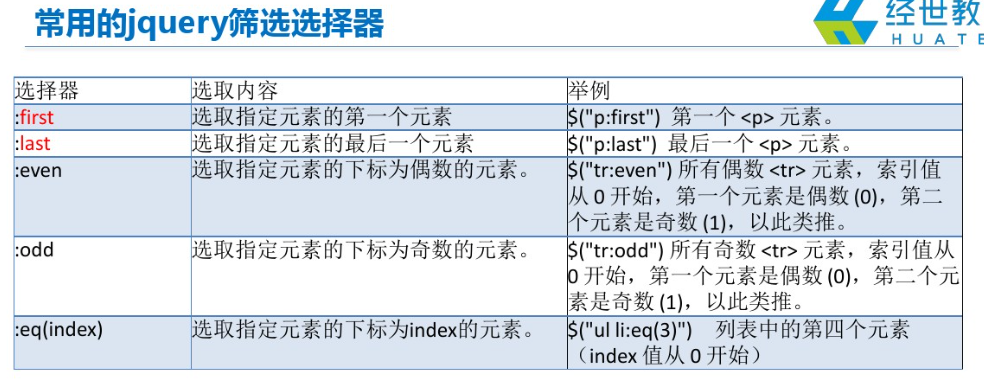 常用的jquery筛选选择器
经世教
HUATE
选择器 选取内容 举例
:first 选取指定元素的第一个元素 $("p:first") 第一个 <p> 元素。
:last 选取指定元素的最后一个元素 $("p:last") 最后一个 <p> 元素。
:even 选取指定元素的下标为偶数的元素。 $("tr:even") 所有偶数 <tr> 元素，索引值
从 0 开始，第一个元素是偶数 (0)，第二
个元素是奇数 (1)，以此类推。
:odd 选取指定元素的下标为奇数的元素。 $("tr:odd") 所有奇数 <tr> 元素，索引值从
0 开始，第一个元素是偶数 (0)，第二个元
素是奇数 (1)，以此类推。
:eq(index) 选取指定元素的下标为index的元素。 $("ul li:eq(3)") 列表中的第四个元素
（index 值从 0 开始）